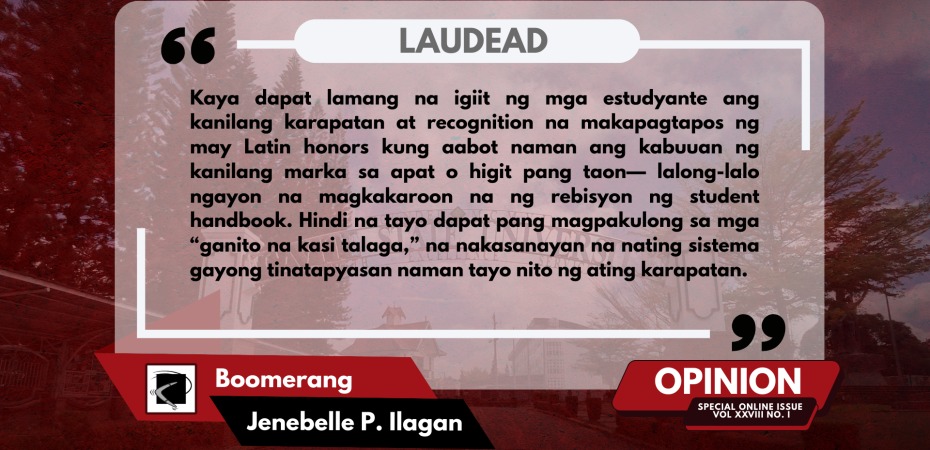 “
LAUDEAD
Kaya dapat lamang na igiit ng mga estudyante ang
kanilang karapatan at recognition na makapagtapos ng
may Latin honors kung aabot naman ang kabuuan ng
kanilang marka sa apat o higit pang taon— lalong-lalo
ngayon na magkakaroon na ng rebisyon ng student
handbook. Hindi na tayo dapat pang magpakulong sa mga
“ganito na kasi talaga,” na nakasanayan na nating sistema
gayong tinatapyasan naman tayo nito ng ating karapatan.
”
Boomerang
Jenebelle P. Ilagan
OPINION
SPECIAL ONLINE ISSUE
VOL XXVIII NO. I